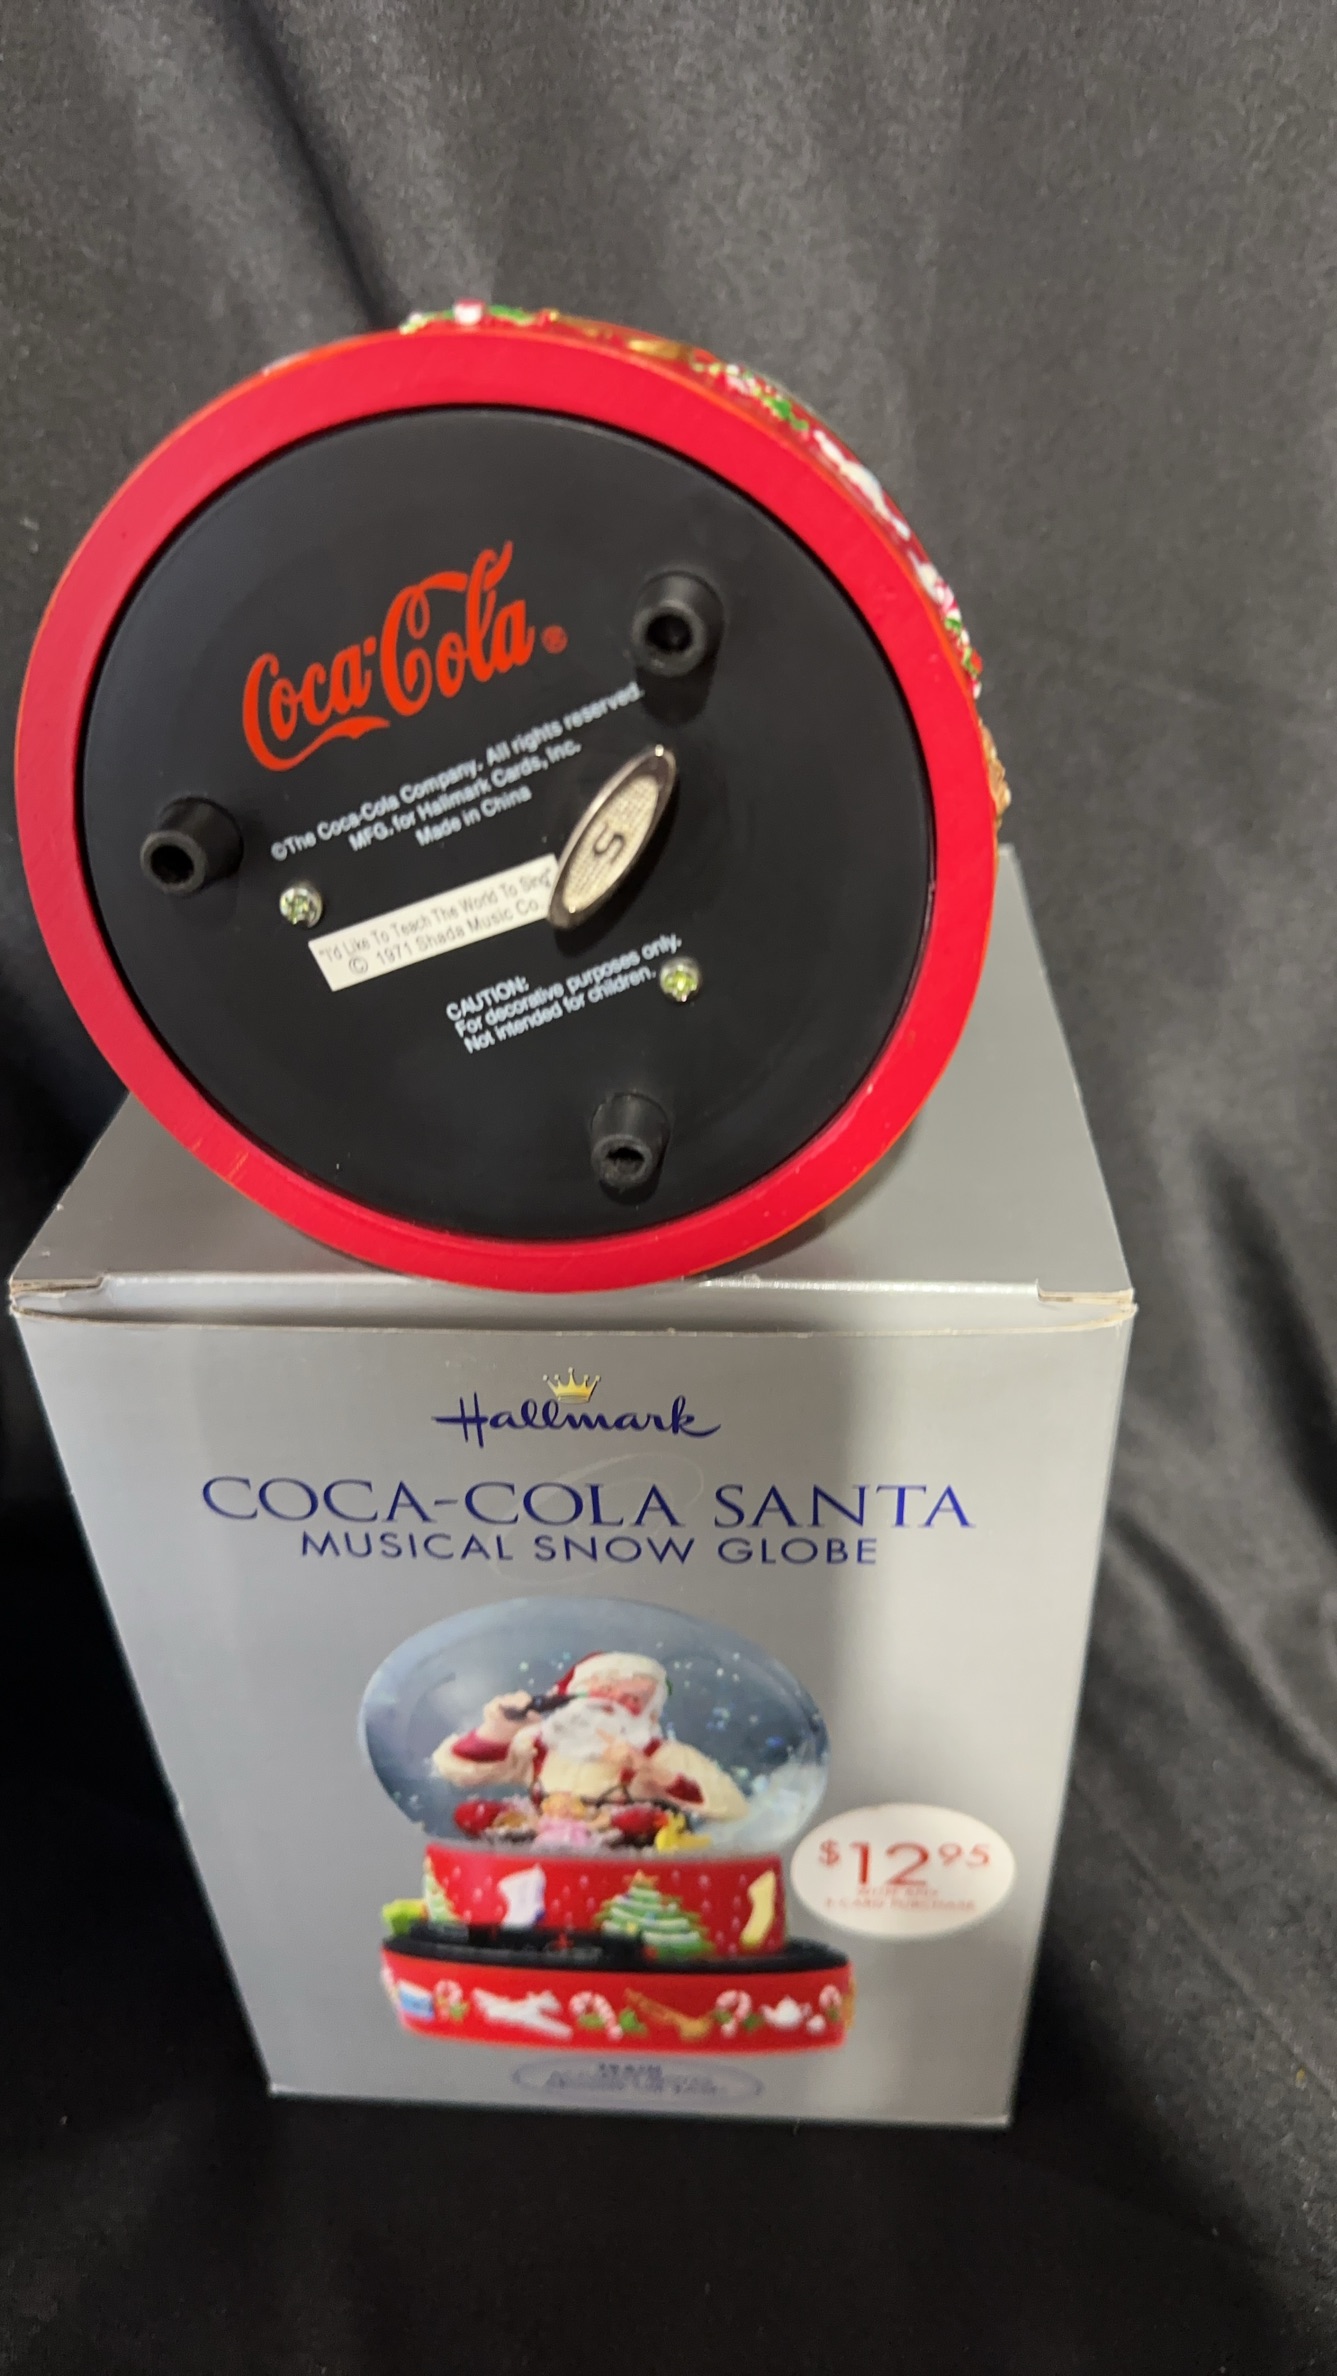 Coca-Cola®
©The Coca-Cola Company. All rights reserved.
MFG. for Hallmark Cards, Inc.
Made in China
"I'd Like To Teach The World To Sing"
© 1971 Shada Music Co.
S
CAUTION:
For decorative purposes only.
Not intended for children.
Hallmark
COCA-COLA SANTA
MUSICAL SNOW GLOBE
$12.95
TRAIN